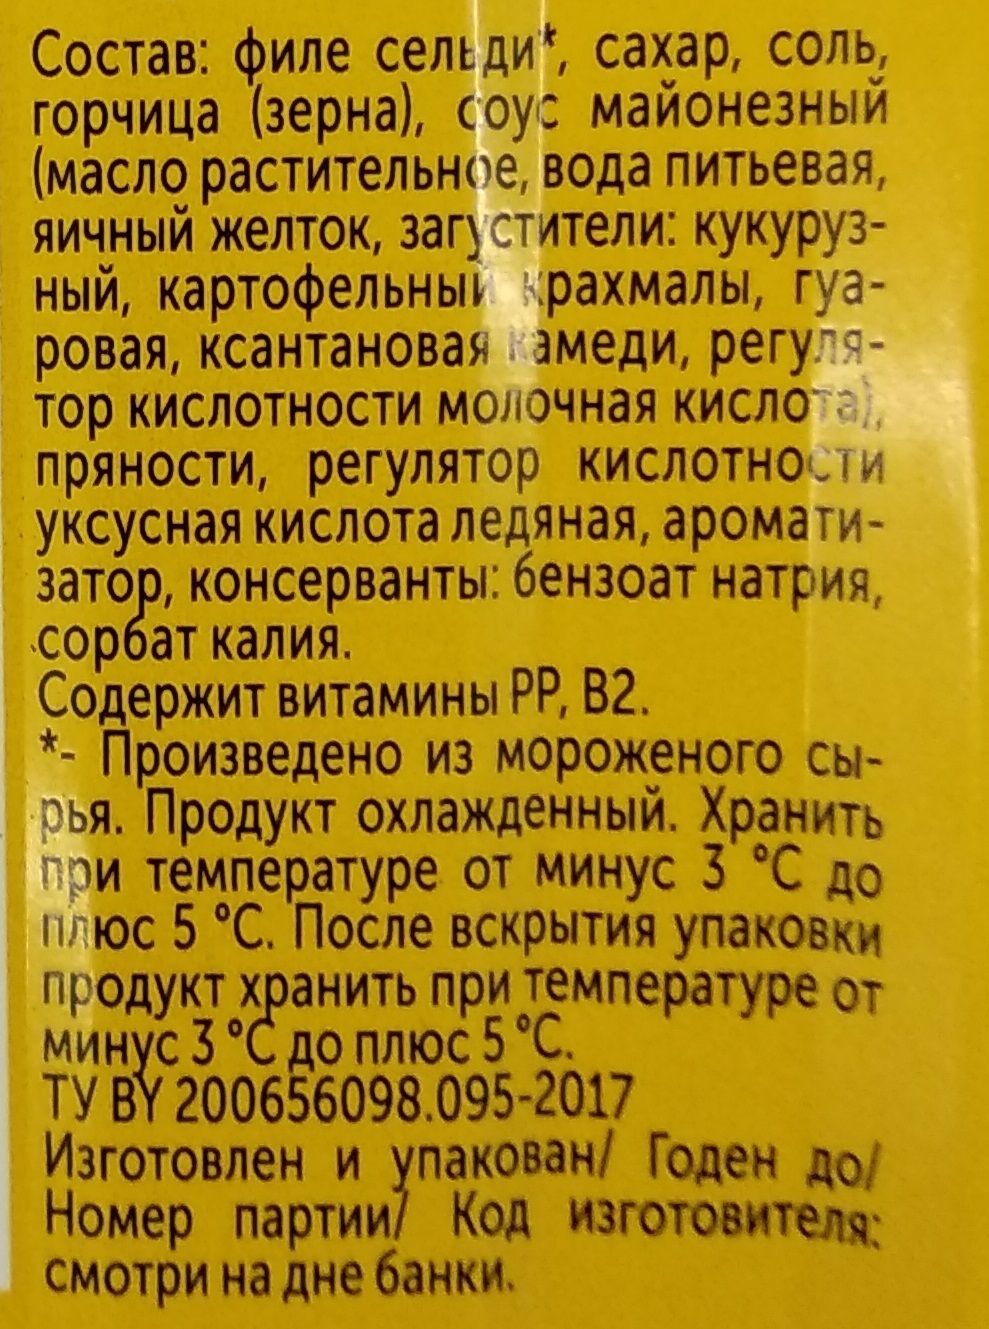 Состав: филе сельди*, сахар, соль,
горчица (зерна), соус майонезный
(масло растительное, вода питьевая,
яичный желток, загустители: кукуруз-
ный, картофельный крахмалы, гуа-
ровая, ксантановая камеди, регуля-
тор кислотности молочная кислота),
пряности, регулятор кислотности
уксусная кислота ледяная, аромати-
затор, консерванты: бензоат натрия,
сорбат калия.
Содержит витамины РР, В2.
*- Произведено из мороженого сы-
рья. Продукт охлажденный. Хранить
при температуре от минус 3 °С до
плюс 5 °С. После вскрытия упаковки
продукт хранить при температуре от
минус 3 °С до плюс 5 °С.
ТУ BY 200656098.095-2017
Изготовлен и упакован/ Годен до/
Номер партии/ Код изготовителя:
смотри на дне банки.